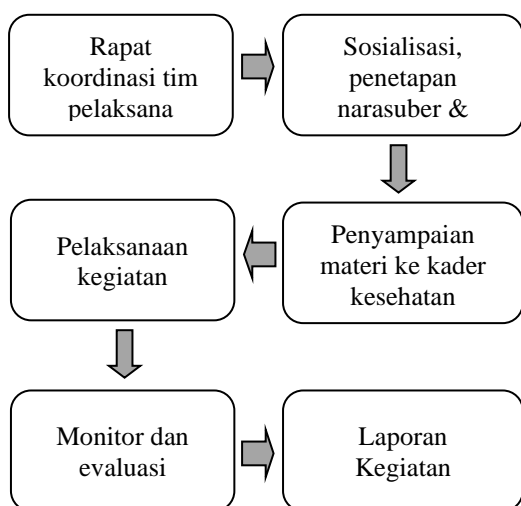 Rapat
koordinasi tim
pelaksana
Sosialisasi,
penetapan
narasuber &
Penyampaian
materi ke kader
kesehatan
Pelaksanaan
kegiatan
Monitor dan
evaluasi
Laporan
Kegiatan